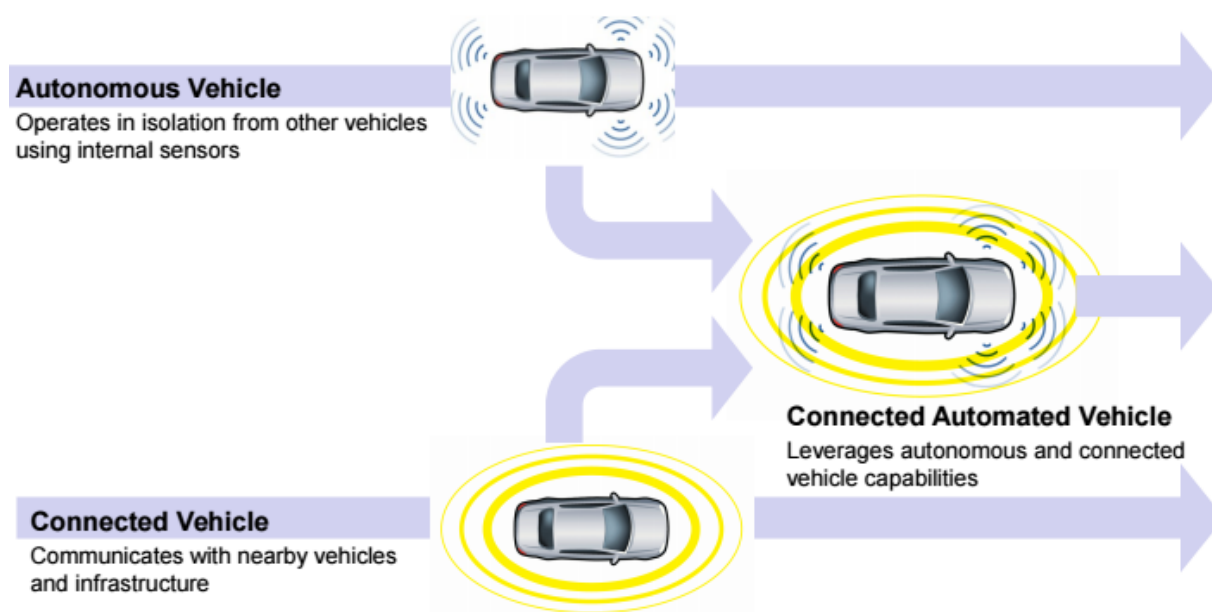 Autonomous Vehicle
Operates in isolation from other vehicles
using internal sensors
Connected Automated Vehicle
Leverages autonomous and connected
vehicle capabilities
Connected Vehicle
Communicates with nearby vehicles
and infrastructure